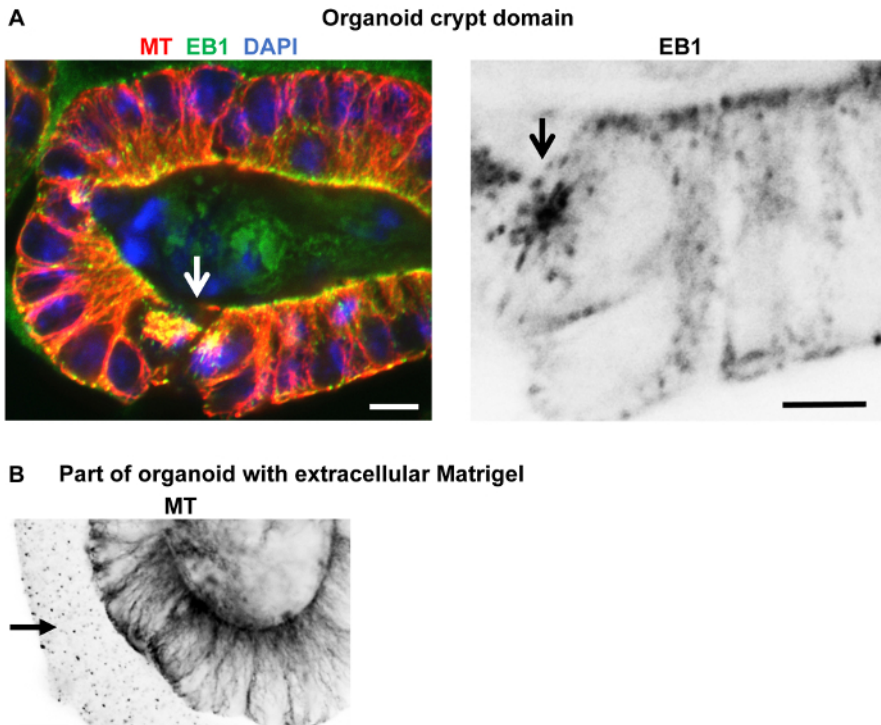 A Organoid crypt domain
MT EB1 DAPI EB1
B Part of organoid with extracellular Matrigel
MT